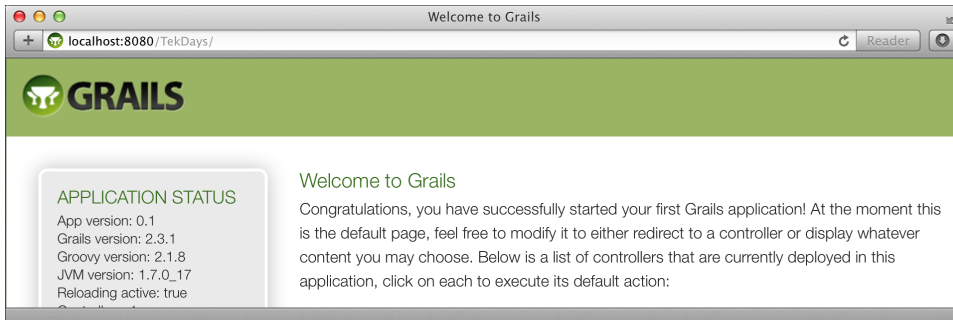 Welcome to Grails
localhost:8080/TekDays/
Reader
GRAILS
APPLICATION STATUS
App version: 0.1
Grails version: 2.3.1
Groovy version: 2.1.8
JVM version: 1.7.0_17
Reloading active: true
Welcome to Grails
Congratulations, you have successfully started your first Grails application! At the moment this
is the default page, feel free to modify it to either redirect to a controller or display whatever
content you may choose. Below is a list of controllers that are currently deployed in this
application, click on each to execute its default action: